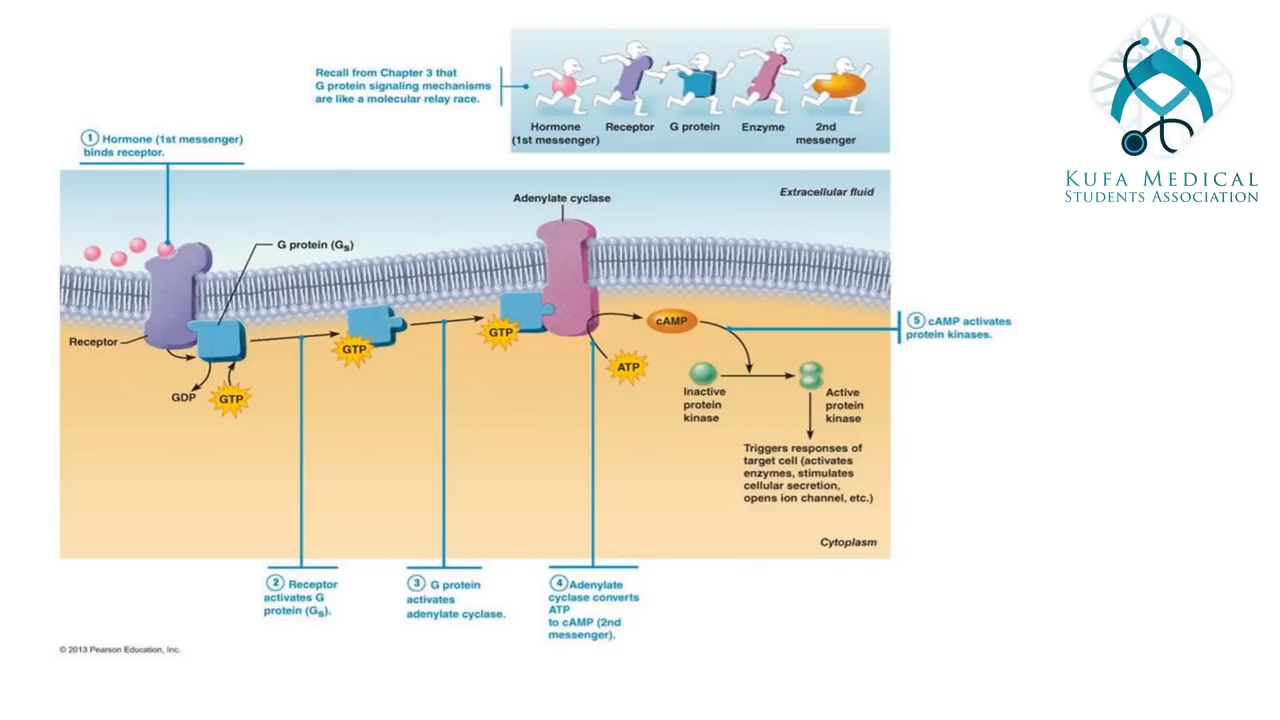 Recall from Chapter 3 that
G protein signaling mechanisms
are like a molecular relay race.
Hormone
(1st messenger)
Receptor
G protein
Enzyme
2nd
messenger
KUFA MEDICAL
STUDENTS ASSOCIATION
1 Hormone (1st messenger)
binds receptor.
Extracellular fluid
Adenylate cyclase
G protein (Gs)
Receptor
GDP
GTP
GTP
GTP
ATP
cAMP
5 cAMP activates
protein kinases.
Inactive
protein
kinase
Active
protein
kinase
Triggers responses of
target cell (activates
enzymes, stimulates
cellular secretion,
opens ion channel, etc.)
Cytoplasm
2 Receptor
activates G
protein (Gs).
3 G protein
activates
adenylate cyclase.
4 Adenylate
cyclase converts
ATP
to cAMP (2nd
messenger).
© 2013 Pearson Education, Inc.